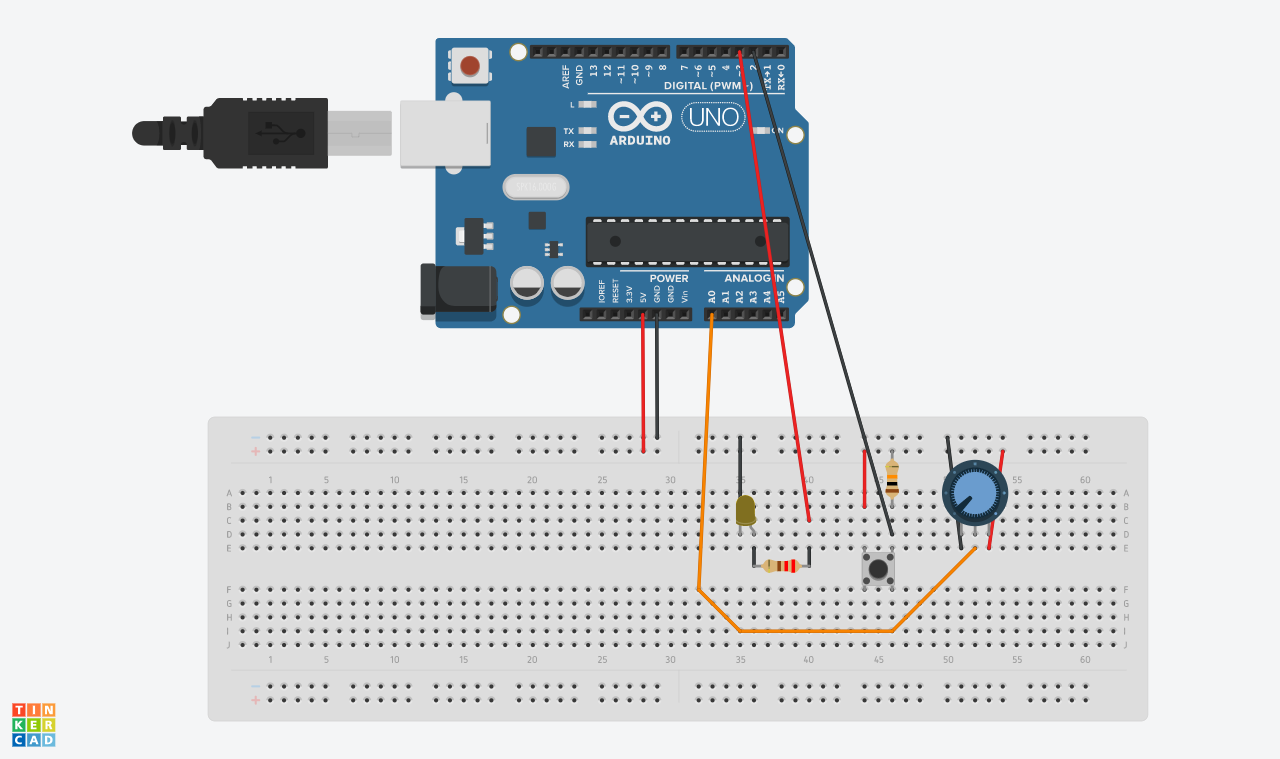 AREF
GND
13
12
~11
~10
~9
8
7
~6
~5
4
2
TX→1
RX←0
DIGITAL (PWM~)
L
TX
RX
ARDUINO
UNO
ON
POWER
ANALOG IN
IOREF
RESET
3.3V
5V
GND
GND
Vin
A0
A1
A2
A3
A4
A5
1 5 10 15 20 25 30 35 40 45 50 55 60
A A
B B
C C
D D
E E
F F
G G
H H
I I
J J
1 5 10 15 20 25 30 35 40 45 50 55 60
TIN
KER
CAD